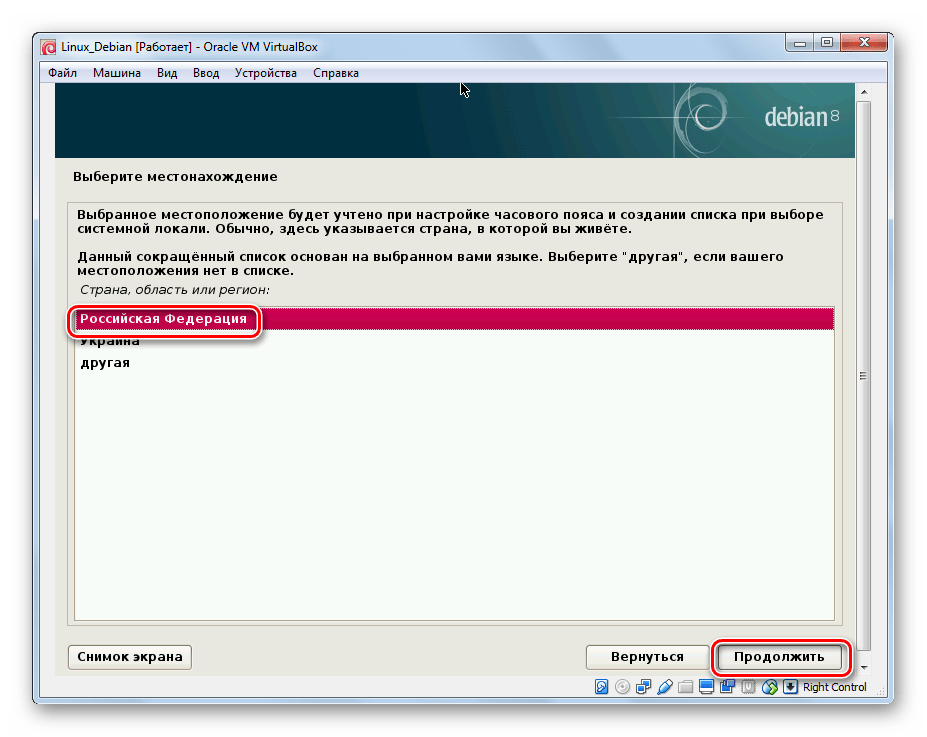 Linux_Debian [Работает] - Oracle VM VirtualBox
Файл Машина Вид Ввод Устройства Справка
debian 8
Выберите местонахождение
Выбранное местоположение будет учтено при настройке часового пояса и создании списка при выборе
системной локали. Обычно, здесь указывается страна, в которой вы живёте.
Данный сокращённый список основан на выбранном вами языке. Выберите "другая", если вашего
местоположения нет в списке.
Страна, область или регион:
Российская Федерация
Украина
другая
Снимок экрана Вернуться Продолжить
Right Control